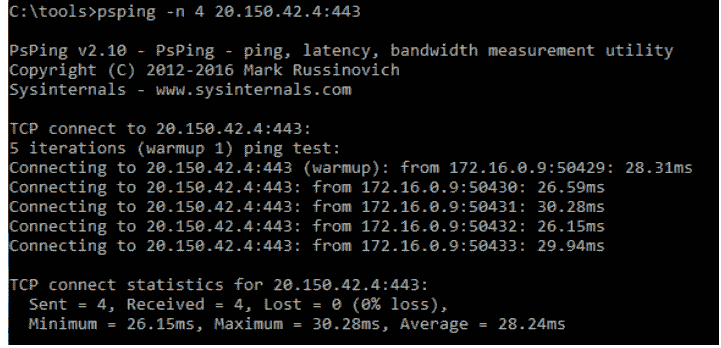 C:\tools>psping -n 4 20.150.42.4:443
PsPing v2.10 - PsPing - ping, latency, bandwidth measurement utility
Copyright (C) 2012-2016 Mark Russinovich
Sysinternals - www.sysinternals.com
TCP connect to 20.150.42.4:443:
5 iterations (warmup 1) ping test:
Connecting to 20.150.42.4:443 (warmup): from 172.16.0.9:50429: 28.31ms
Connecting to 20.150.42.4:443: from 172.16.0.9:50430: 26.59ms
Connecting to 20.150.42.4:443: from 172.16.0.9:50431: 30.28ms
Connecting to 20.150.42.4:443: from 172.16.0.9:50432: 26.15ms
Connecting to 20.150.42.4:443: from 172.16.0.9:50433: 29.94ms
TCP connect statistics for 20.150.42.4:443:
Sent = 4, Received = 4, Lost = 0 (0% loss),
Minimum = 26.15ms, Maximum = 30.28ms, Average = 28.24ms